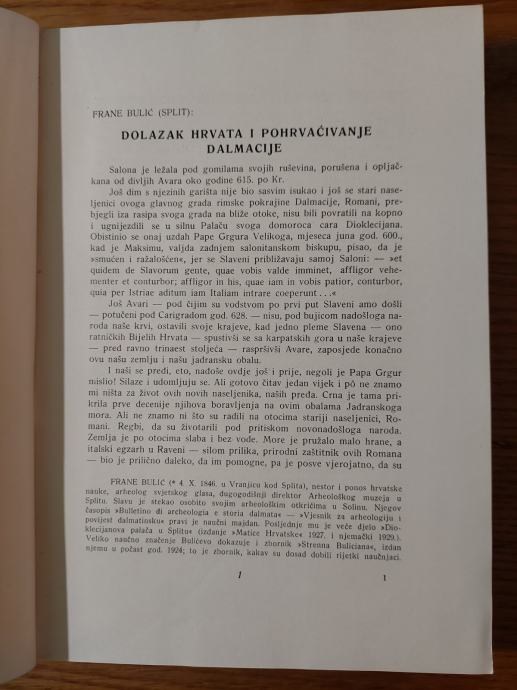 FRANE BULIĆ (SPLIT):
DOLAZAK HRVATA I POHRVAĆIVANJE
DALMACIJE
Salona je ležala pod gomilama svojih ruševina, porušena i opljač-
kana od divljih Avara oko godine 615. po Kr.
Još dim s njezinih garišta nije bio sasvim isukao i još se stari nase-
ljenici ovoga glavnog grada rimske pokrajine Dalmacije, Romani, pre-
bjegli iza rasipa svoga grada na bliže otoke, nisu bili povratili na kopno
i ugnijezdili se u silnu Palaču svoga domoroca cara Dioklecijana.
Obistinio se onaj uzdah Pape Grgura Velikoga, mjeseca juna god. 600.,
kad je Maksimu, valjda zadnjem salonitanskom biskupu, pisao, da je
»smućen i ražalošćen«, jer se Slaveni približavaju samoj Saloni: — »et
quidem de Slavorum gente, quae vobis valde imminet, affligor vehe-
menter et conturbor; affligor in his, quae iam in vobis patior, conturbor,
quia per Istriae aditum iam Italiam intrare coeperunt . . .«
Još Avari — pod čijim su vodstvom po prvi put Slaveni amo došli
— potučeni pod Carigradom god. 628. — nisu, pod bujicom nadošloga na-
roda naše krvi, ostavili svoje krajeve, kad jedno pleme Slavena — ono
ratničkih Bijelih Hrvata — spustivši se sa karpatskih gora u naše krajeve
— pred ravno trinaest stoljeća — raspršivši Avare, zaposjede konačno
ovu našu zemlju i našu jadransku obalu.
I naši se pređi, eto, nadoše ovdje još i prije, negoli je Papa Grgur
mislio! Silaze i udomljuju se. Ali gotovo čitav jedan vijek i pô ne znamo
mi ništa za život ovih novih naseljenika, naših preda. Crna je tama pri-
krila prve decenije njihova boravljenja na ovim obalama Jadranskoga
mora. Ali ne znamo ni što su radili na otocima stariji naseljenici, Ro-
mani. Regbi, da su životarili pod pritiskom novonadošloga naroda.
Zemlja je po otocima slaba i bez vode. More je pružalo malo hrane, a
italski egzarh u Raveni — silom prilika, prirodni zaštitnik ovih Romana
— bio je prilično daleko, da im pomogne, pa je posve vjerojatno, da su
FRANE BULIĆ (* 4. X. 1846. u Vranjicu kod Splita), nestor i ponos hrvatske
nauke, arheolog svjetskog glasa, dugogodišnji direktor Arheološkog muzeja u
Splitu. Slavu je stekao osobito svojim arheološkim otkrićima u Solinu. Njegov
časopis »Bulletino di archeologia e storia dalmata« — »Vjesnik za arheologiju i
povijest dalmatinsku« pravi je naučni majdan. Posljednje mu je veće djelo »Dio-
klecijanova palača u Splitu« (izdanje »Matice Hrvatske« 1927. i njemački 1929.).
Veliko naučno značenje Bulićevo dokazuje i zbornik »Strenna Buliciana«, izdan
njemu u počast god. 1924; to je zbornik, kakav su dosad dobili rijetki naučnjaci.
1
1